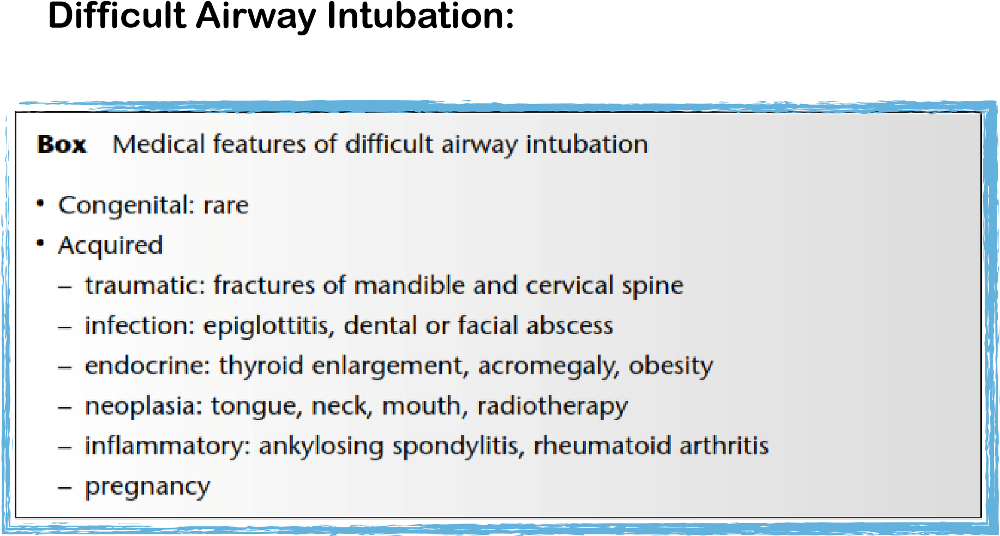 Difficult Airway Intubation:
Box Medical features of difficult airway intubation
• Congenital: rare
• Acquired
– traumatic: fractures of mandible and cervical spine
– infection: epiglottitis, dental or facial abscess
– endocrine: thyroid enlargement, acromegaly, obesity
– neoplasia: tongue, neck, mouth, radiotherapy
– inflammatory: ankylosing spondylitis, rheumatoid arthritis
– pregnancy